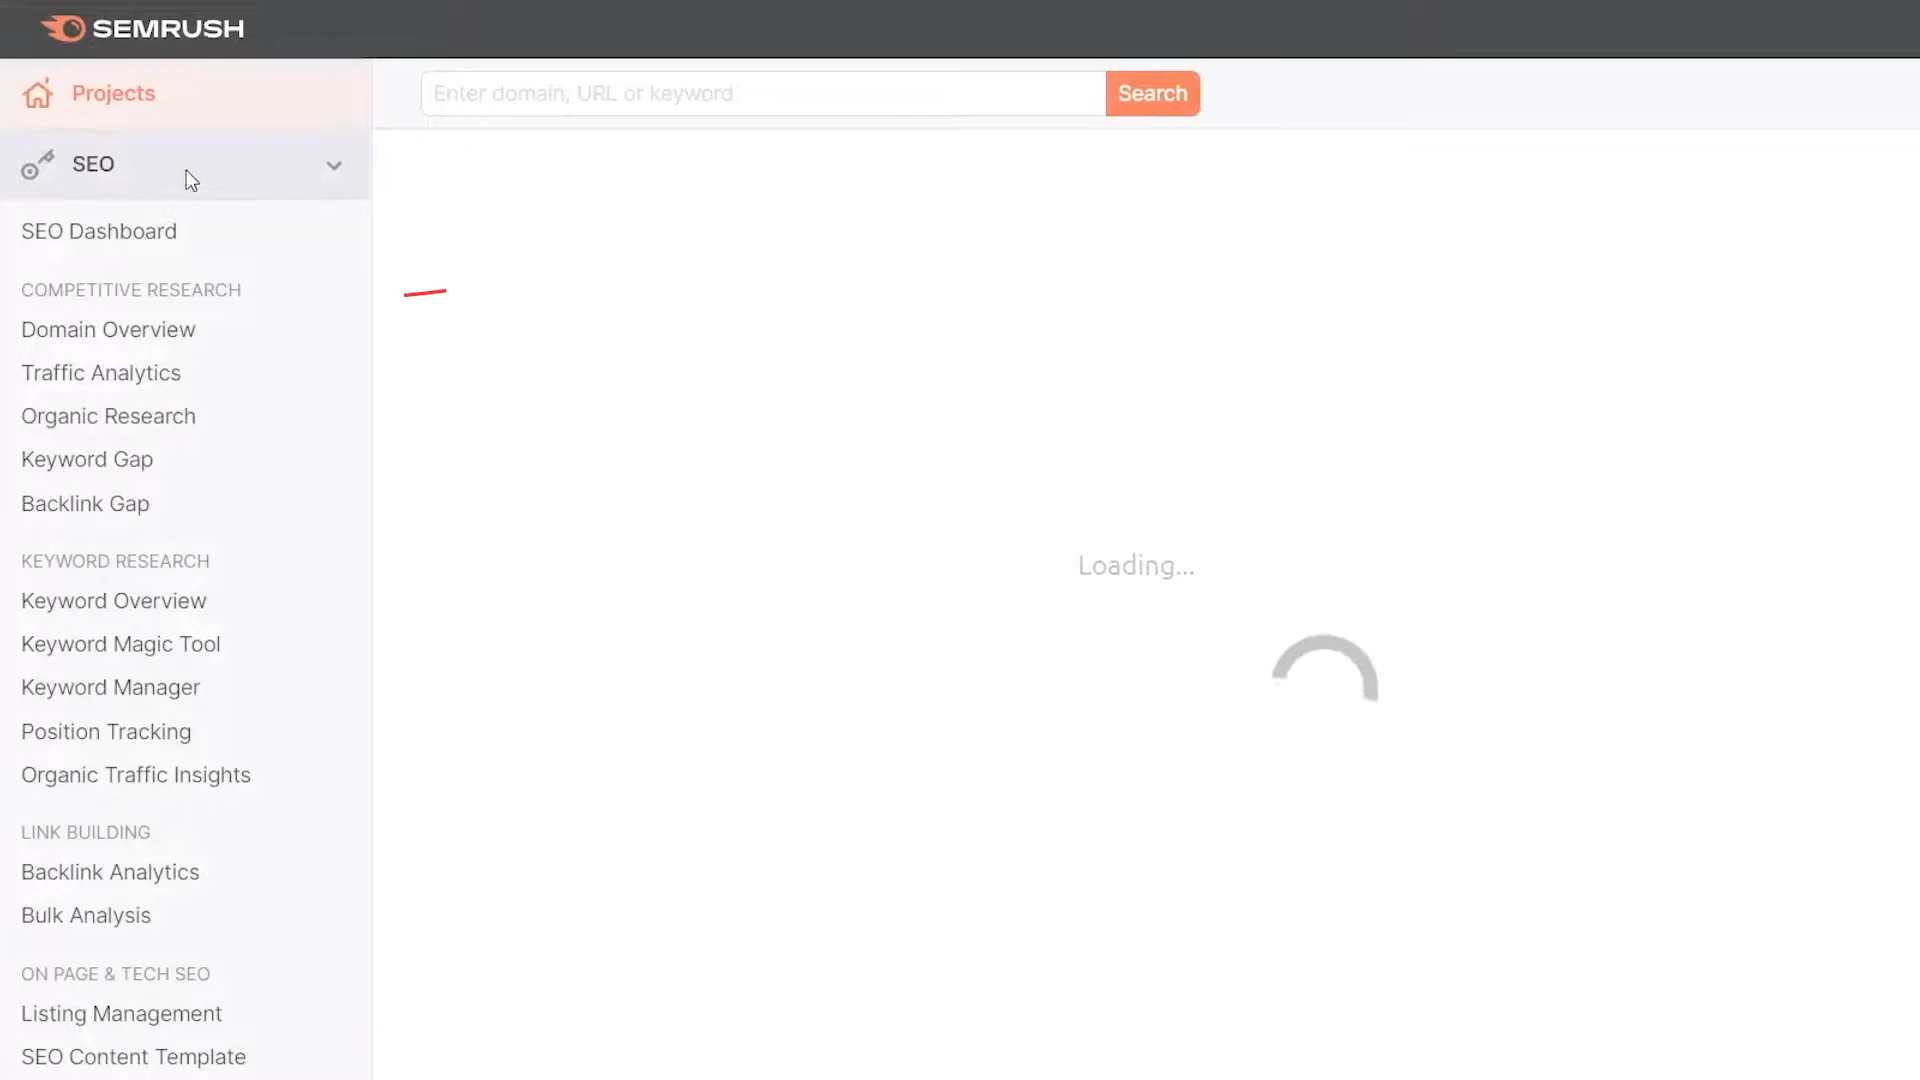 SEMRUSH
Projects
Enter domain, URL or keyword
Search
SEO
SEO Dashboard
COMPETITIVE RESEARCH
Domain Overview
Traffic Analytics
Organic Research
Keyword Gap
Backlink Gap
KEYWORD RESEARCH
Keyword Overview
Keyword Magic Tool
Keyword Manager
Position Tracking
Organic Traffic Insights
LINK BUILDING
Backlink Analytics
Bulk Analysis
ON PAGE & TECH SEO
Listing Management
SEO Content Template
Loading...